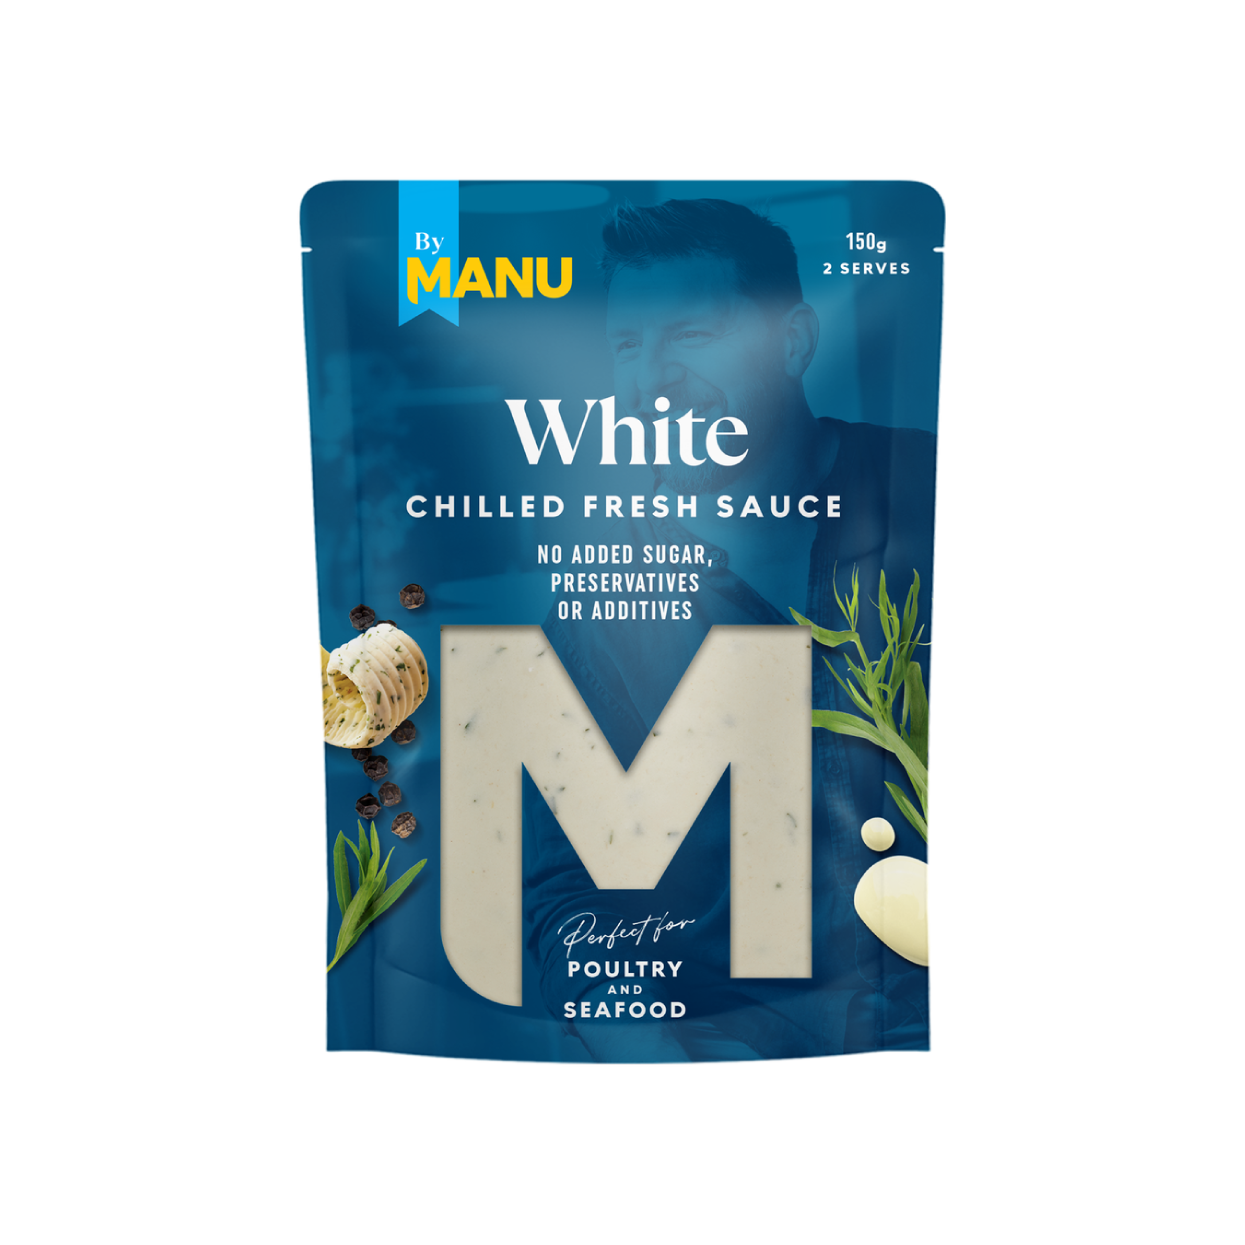 By
MANU
150g
2 SERVES
White
CHILLED FRESH SAUCE
NO ADDED SUGAR,
PRESERVATIVES
OR ADDITIVES
M
Perfect for
POULTRY
AND
SEAFOOD